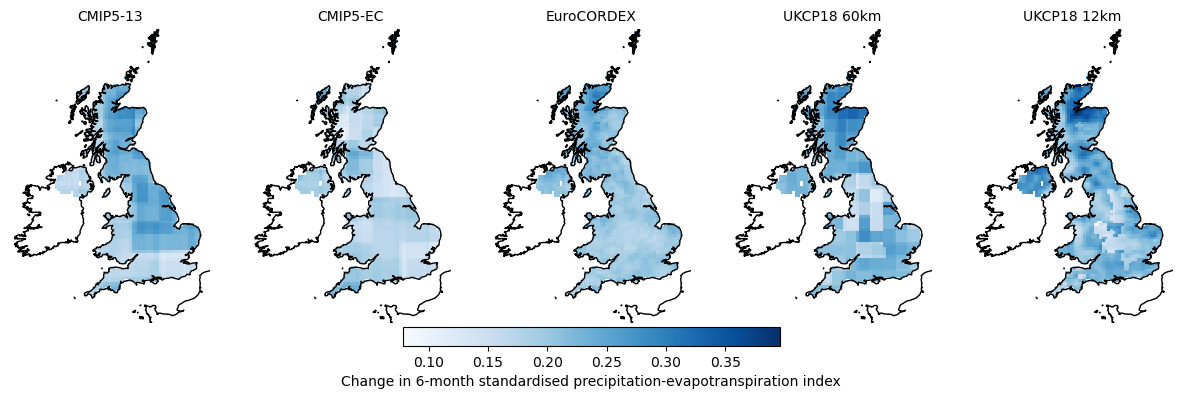 CMIP5-13 CMIP5-EC EuroCORDEX UKCP18 60km UKCP18 12km
0.10 0.15 0.20 0.25 0.30 0.35
Change in 6-month standardised precipitation-evapotranspiration index